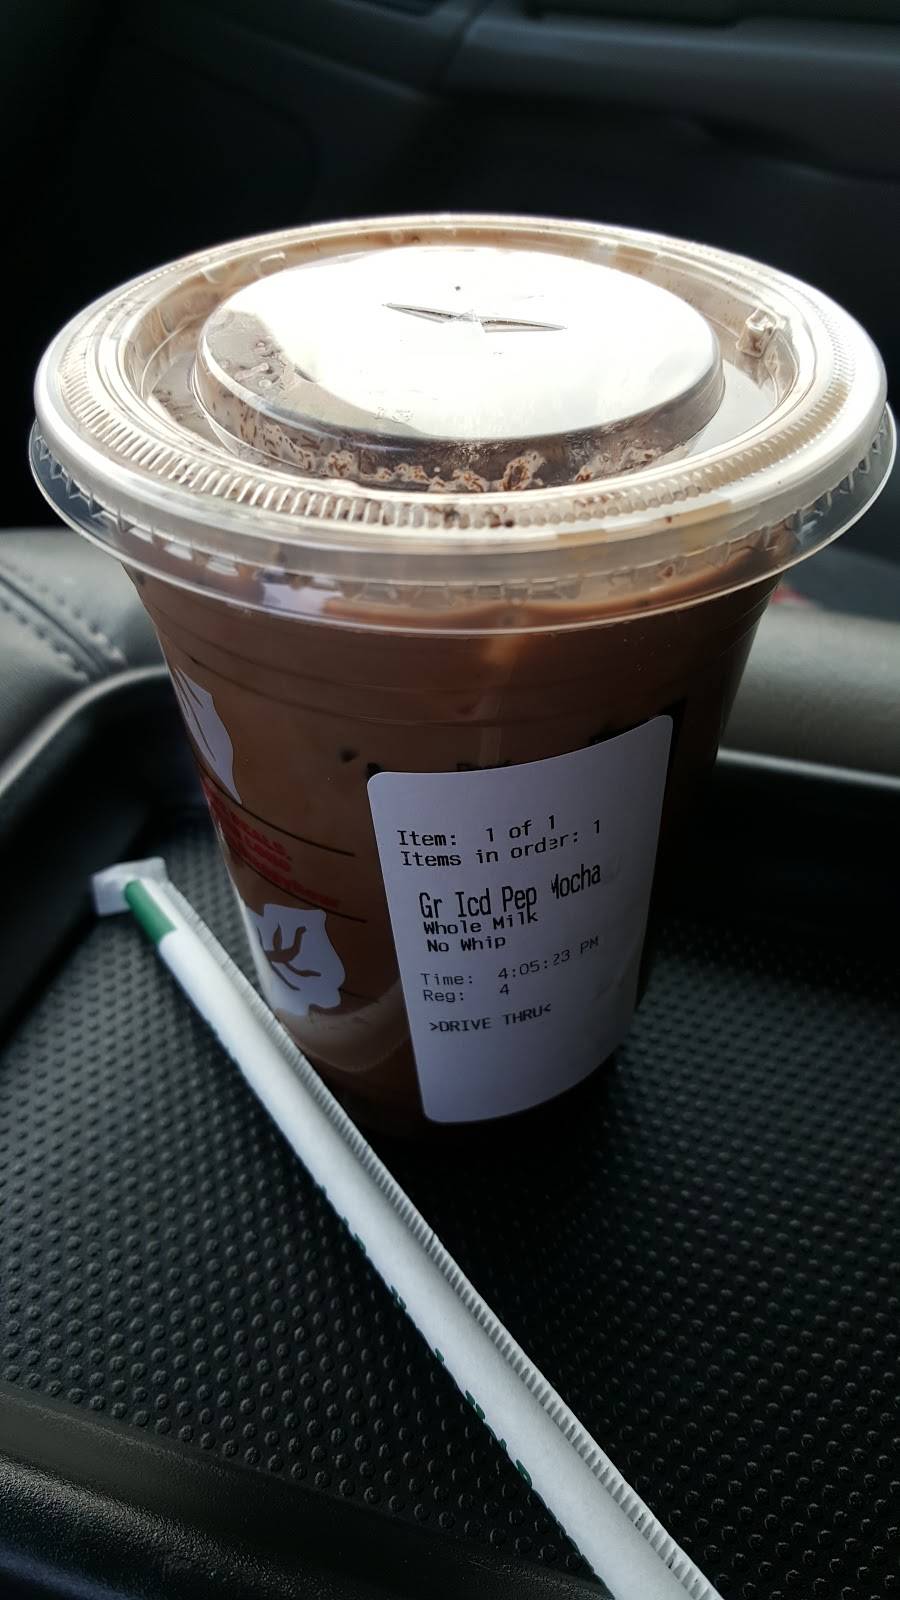 Item: 1 of 1
Items in order: 1
Gr Icd Pep Mocha
Whole Milk
No Whip
Time: 4:05:23 PM
Reg: 4
>DRIVE THRU<